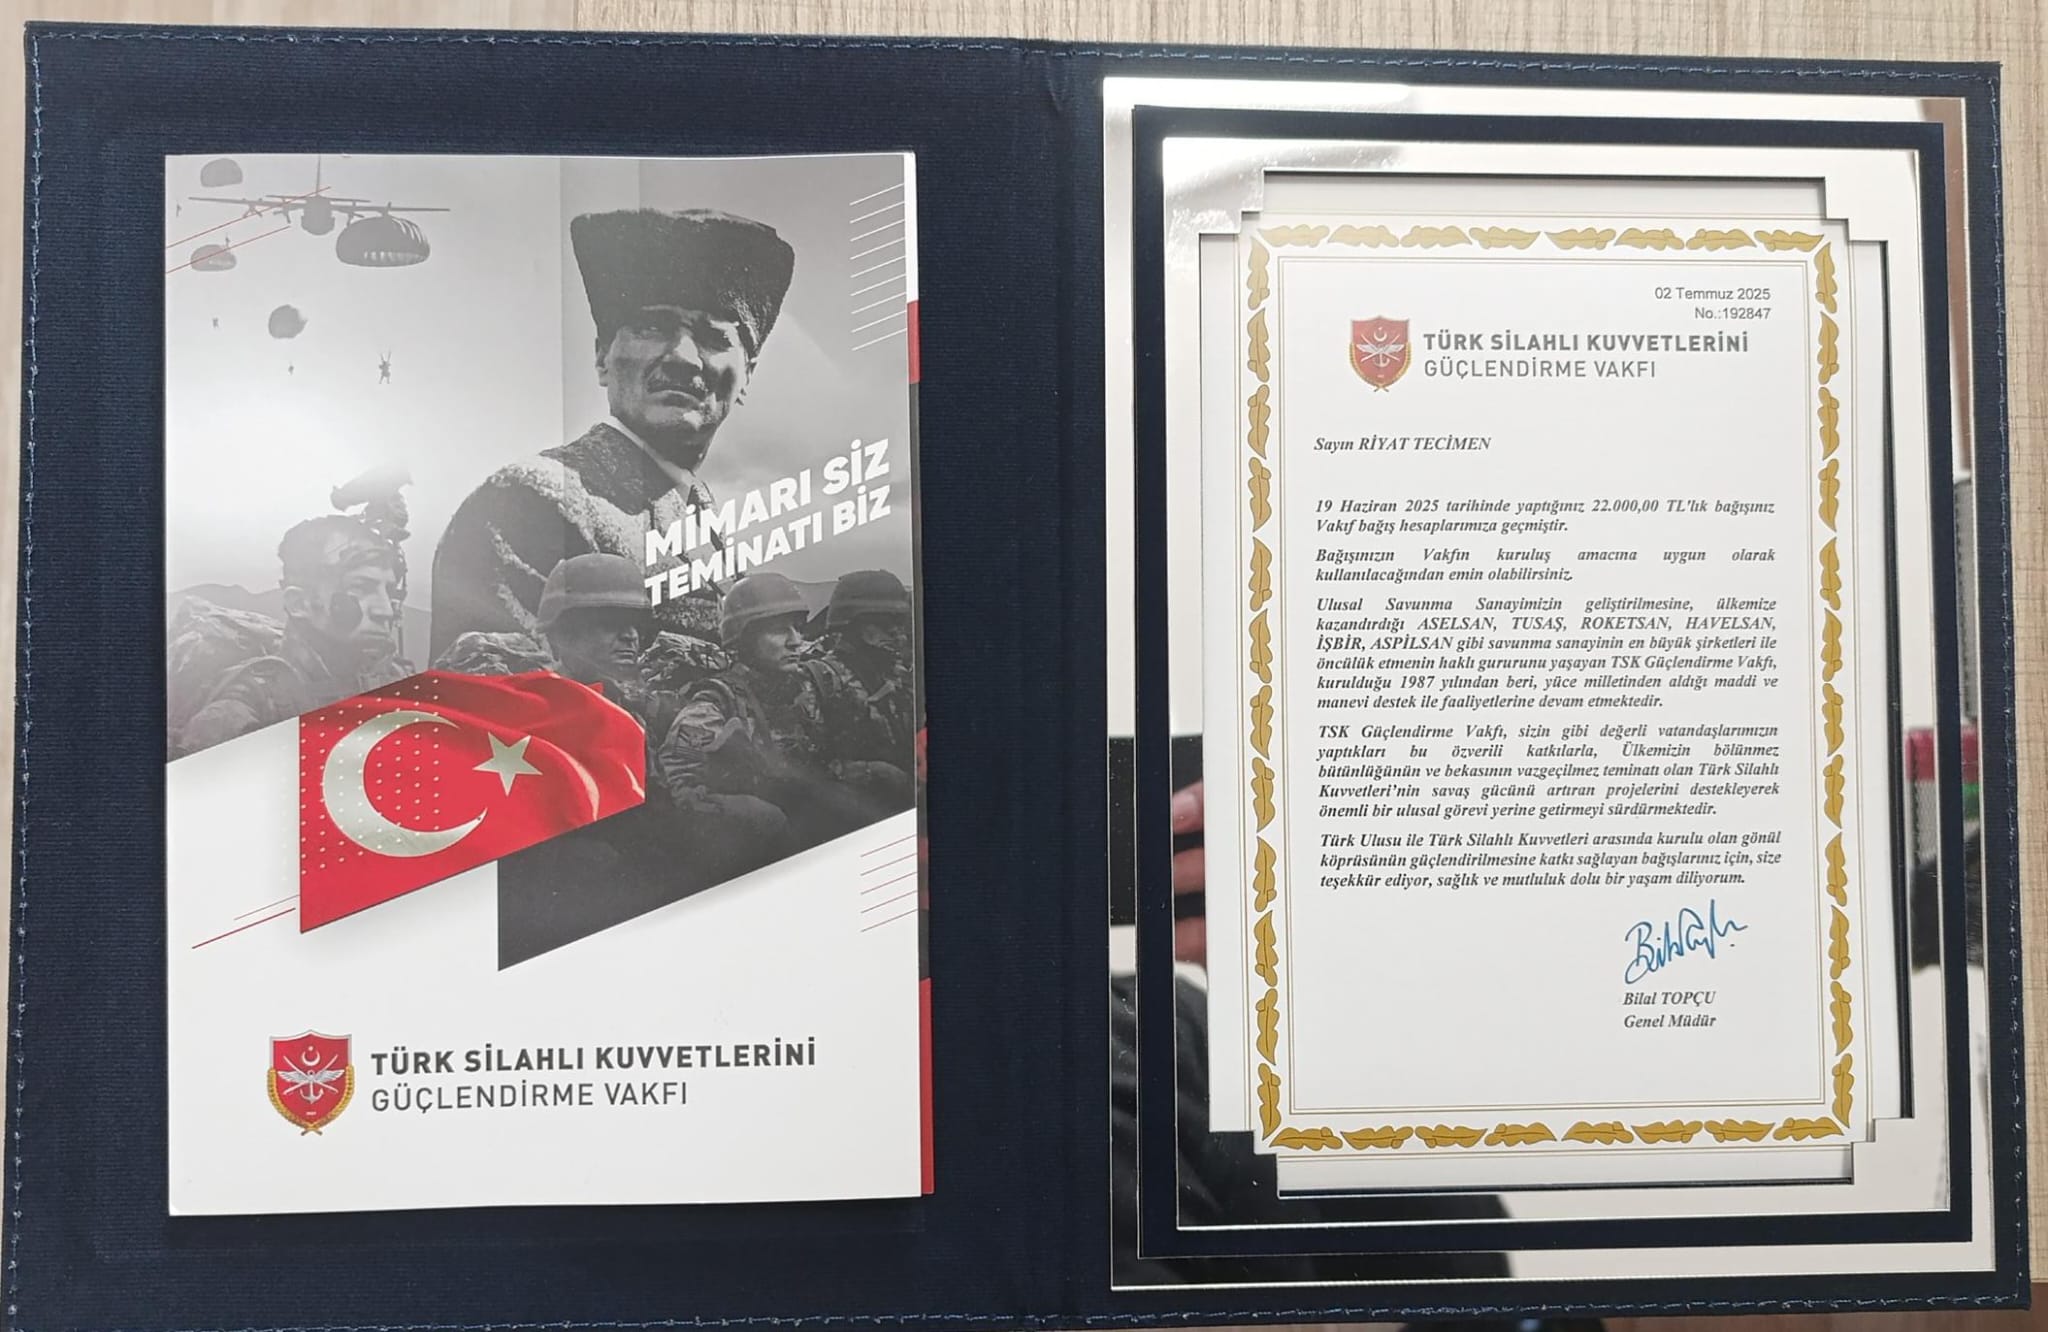 MİMARI SİZ
TEMİNATI BİZ
TÜRK SİLAHLI KUVVETLERİNİ
GÜÇLENDİRME VAKFI
02 Temmuz 2025
No.:192847
TÜRK SİLAHLI KUVVETLERİNİ
GÜÇLENDİRME VAKFI
Sayın RİYAT TECİMEN
19 Haziran 2025 tarihinde yaptığınız 22.000,00 TL'lık bağışınız
Vakıf bağış hesaplarımıza geçmiştir.
Bağışınızın Vakfın kuruluş amacına uygun olarak
kullanılacağından emin olabilirsiniz.
Ulusal Savunma Sanayimizin geliştirilmesine, ülkemize
kazandırdığı ASELSAN, TUSAŞ, ROKETSAN, HAVELSAN,
İŞBİR, ASPİLSAN gibi savunma sanayinin en büyük şirketleri ile
öncülük etmenin haklı gururunu yaşayan TSK Güçlendirme Vakfı,
kurulduğu 1987 yılından beri, yüce milletinden aldığı maddi ve
manevi destek ile faaliyetlerine devam etmektedir.
TSK Güçlendirme Vakfı, sizin gibi değerli vatandaşlarımızın
yaptıkları bu özverili katkılarla, Ülkemizin bölünmez
bütünlüğünün ve bekasının vazgeçilmez teminatı olan Türk Silahlı
Kuvvetleri'nin savaş gücünü artıran projelerini destekleyerek
önemli bir ulusal görevi yerine getirmeyi sürdürmektedir.
Türk Ulusu ile Türk Silahlı Kuvvetleri arasında kurulu olan gönül
köprüsünün güçlendirilmesine katkı sağlayan bağışlarınız için, size
teşekkür ediyor, sağlık ve mutluluk dolu bir yaşam diliyorum.
Bilal TOPÇU
Genel Müdür